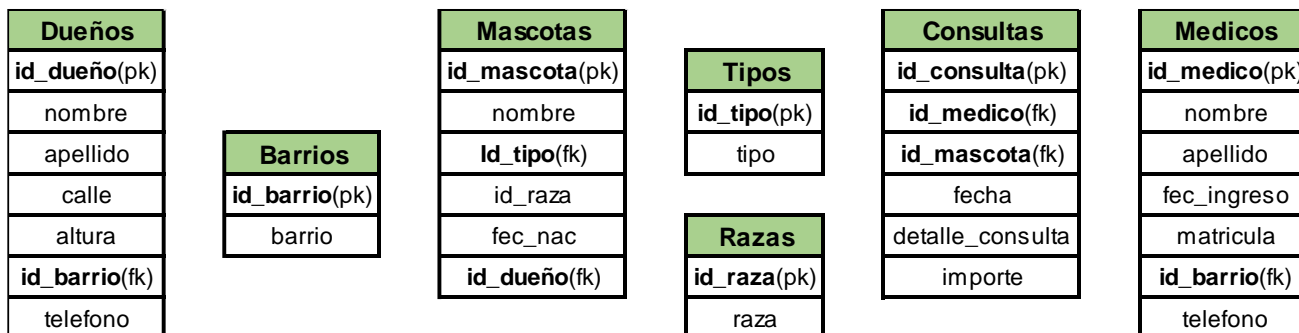 Dueños
id_dueño(pk)
nombre
apellido
calle
altura
id_barrio(fk)
telefono
Barrios
id_barrio(pk)
barrio
Mascotas
id_mascota(pk)
nombre
Id_tipo(fk)
id_raza
fec_nac
id_dueño(fk)
Tipos
id_tipo(pk)
tipo
Razas
id_raza(pk)
raza
Consultas
id_consulta(pk)
id_medico(fk)
id_mascota(fk)
fecha
detalle_consulta
importe
Medicos
id_medico(pk)
nombre
apellido
fec_ingreso
matricula
id_barrio(fk)
telefono